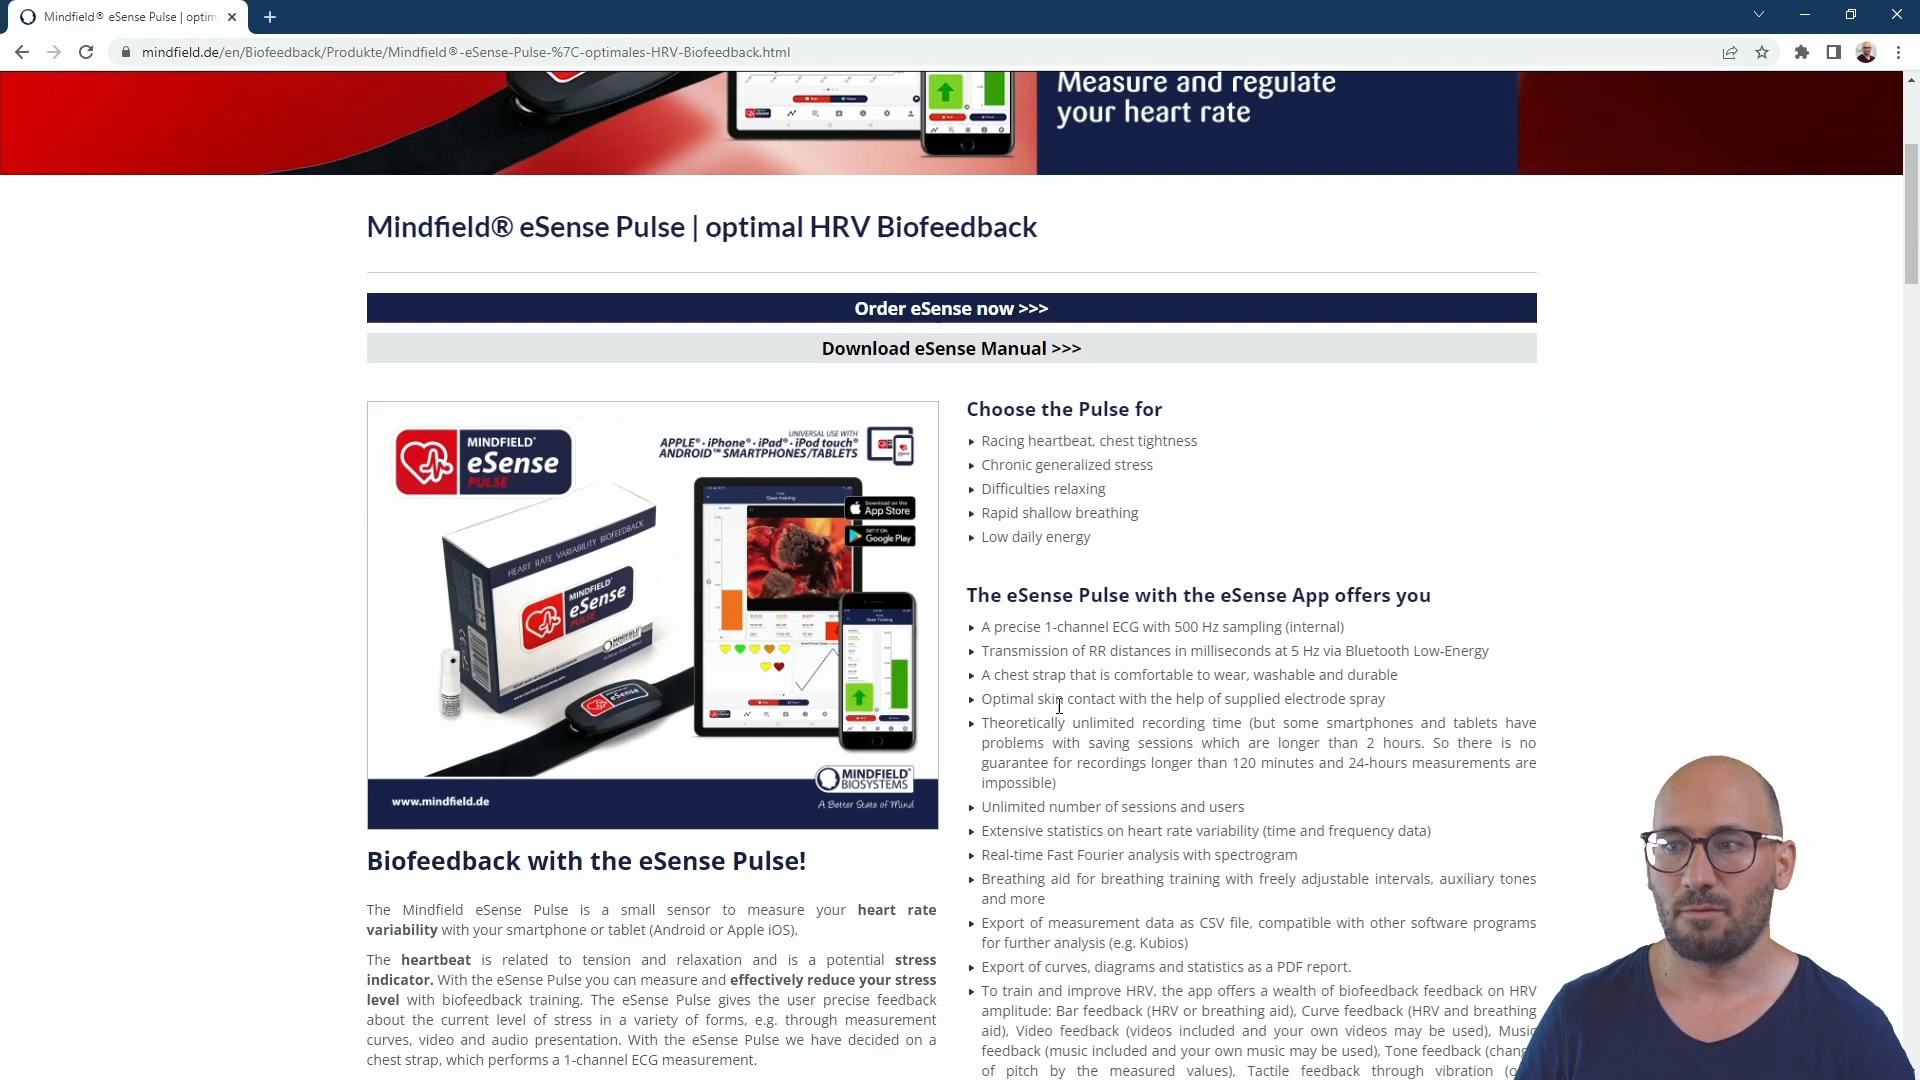 Mindfield® eSense Pulse | optim
mindfield.de/en/Biofeedback/Produkte/Mindfield®-eSense-Pulse-%7C-optimales-HRV-Biofeedback.html
Measure and regulate
your heart rate
Mindfield® eSense Pulse | optimal HRV Biofeedback
Order eSense now >>>
Download eSense Manual >>>
MINDFIELD®
eSense
PULSE
UNIVERSAL USE WITH
APPLE® · iPhone® · iPad® · iPod touch®
ANDROID™ SMARTPHONES/TABLETS
Download on the
App Store
GET IT ON
Google Play
HEART RATE VARIABILITY BIOFEEDBACK
MINDFIELD®
eSense
PULSE
MINDFIELD®
BIOSYSTEMS
A Better State of Mind
www.mindfield.de
Biofeedback with the eSense Pulse!
The Mindfield eSense Pulse is a small sensor to measure your heart rate
variability with your smartphone or tablet (Android or Apple iOS).
The heartbeat is related to tension and relaxation and is a potential stress
indicator. With the eSense Pulse you can measure and effectively reduce your stress
level with biofeedback training. The eSense Pulse gives the user precise feedback
about the current level of stress in a variety of forms, e.g. through measurement
curves, video and audio presentation. With the eSense Pulse we have decided on a
chest strap, which performs a 1-channel ECG measurement.
Choose the Pulse for
Racing heartbeat, chest tightness
Chronic generalized stress
Difficulties relaxing
Rapid shallow breathing
Low daily energy
The eSense Pulse with the eSense App offers you
A precise 1-channel ECG with 500 Hz sampling (internal)
Transmission of RR distances in milliseconds at 5 Hz via Bluetooth Low-Energy
A chest strap that is comfortable to wear, washable and durable
Optimal skin contact with the help of supplied electrode spray
Theoretically unlimited recording time (but some smartphones and tablets have
problems with saving sessions which are longer than 2 hours. So there is no
guarantee for recordings longer than 120 minutes and 24-hours measurements are
impossible)
Unlimited number of sessions and users
Extensive statistics on heart rate variability (time and frequency data)
Real-time Fast Fourier analysis with spectrogram
Breathing aid for breathing training with freely adjustable intervals, auxiliary tones
and more
Export of measurement data as CSV file, compatible with other software programs
for further analysis (e.g. Kubios)
Export of curves, diagrams and statistics as a PDF report.
To train and improve HRV, the app offers a wealth of biofeedback feedback on HRV
amplitude: Bar feedback (HRV or breathing aid), Curve feedback (HRV and breathing
aid), Video feedback (videos included and your own videos may be used), Music
feedback (music included and your own music may be used), Tone feedback (chang
of pitch by the measured values), Tactile feedback through vibration